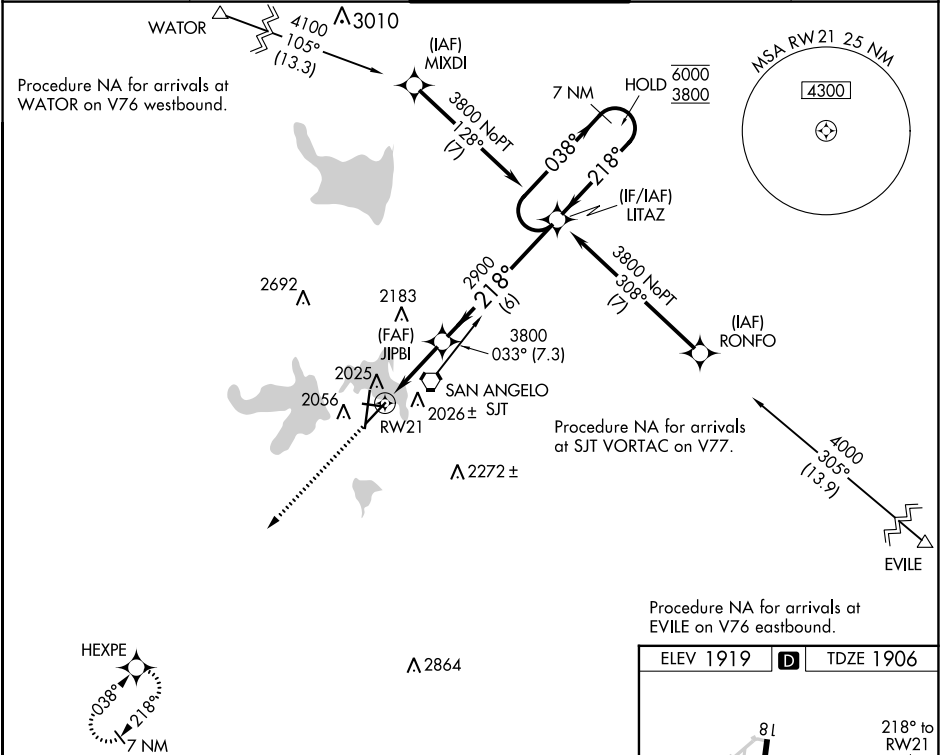 WATOR
4100
105°
(13.3)
3010
(IAF)
MIXDI
Procedure NA for arrivals at
WATOR on V76 westbound.
3800 NoPT
128°
(7)
7 NM
HOLD
6000
3800
038°
218°
MSA RW21 25 NM
4300
(IF/IAF)
LITAZ
2900
218°
(6)
3800 NoPT
308°
(7)
(IAF)
RONFO
2692
2183
(FAF)
JIPBI
3800
033° (7.3)
2025
2056
RW21
SAN ANGELO
SJT
2026 ±
Procedure NA for arrivals
at SJT VORTAC on V77.
2272 ±
4000
305°
(13.9)
EVILE
Procedure NA for arrivals at
EVILE on V76 eastbound.
HEXPE
038°
218°
7 NM
2864
ELEV 1919
D
TDZE 1906
18
218° to
RW21